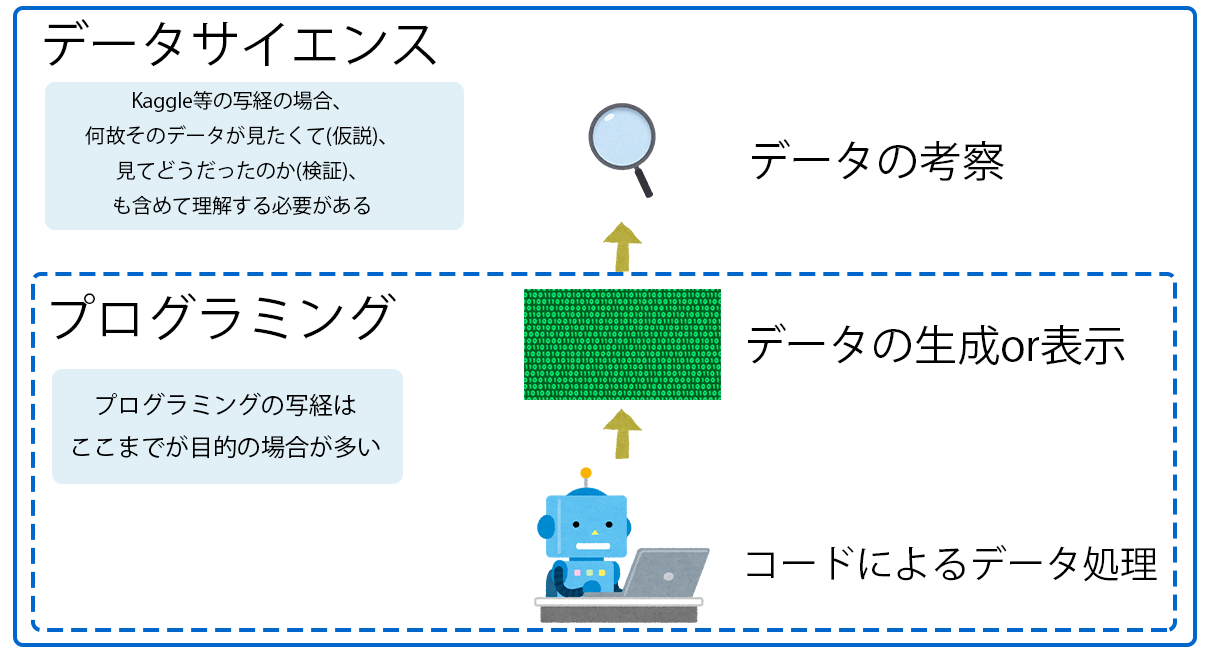 データサイエンス
Kaggle等の写経の場合、
何故そのデータが見たくて(仮説)、
見てどうだったのか(検証)、
も含めて理解する必要がある
データの考察
プログラミング
プログラミングの写経は
ここまでが目的の場合が多い
データの生成or表示
コードによるデータ処理